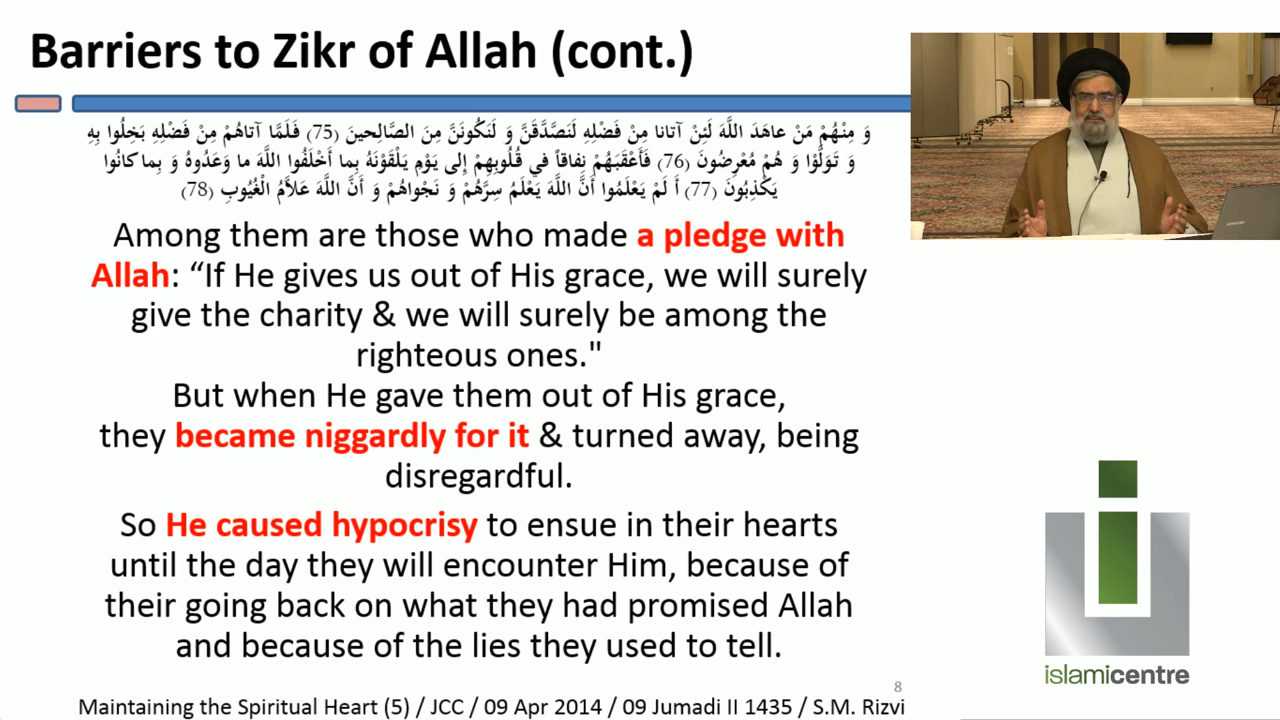 Barriers to Zikr of Allah (cont.)
وَ مِنْهُمْ مَنْ عاهَدَ اللَّهَ لَئِنْ آتانا مِنْ فَضْلِهِ لَنَصَّدَّقَنَّ وَ لَنَكُونَنَّ مِنَ الصَّالِحينَ (75) فَلَمَّا آتاهُمْ مِنْ فَضْلِهِ بَخِلُوا بِهِ
وَ تَوَلَّوْا وَ هُمْ مُعْرِضُونَ (76) فَأَعْقَبَهُمْ نِفاقاً في قُلُوبِهِمْ إِلى يَوْمِ يَلْقَوْنَهُ بِما أَخْلَفُوا اللَّهَ ما وَعَدُوهُ وَ بِما كانُوا
يَكْذِبُونَ (77) أَ لَمْ يَعْلَمُوا أَنَّ اللَّهَ يَعْلَمُ سِرَّهُمْ وَ نَجْواهُمْ وَ أَنَّ اللَّهَ عَلاَّمُ الْغُيُوبِ (78)
Among them are those who made a pledge with
Allah: “If He gives us out of His grace, we will surely
give the charity & we will surely be among the
righteous ones."
But when He gave them out of His grace,
they became niggardly for it & turned away, being
disregardful.
So He caused hypocrisy to ensue in their hearts
until the day they will encounter Him, because of
their going back on what they had promised Allah
and because of the lies they used to tell.
islamicentre
8
Maintaining the Spiritual Heart (5) / JCC / 09 Apr 2014 / 09 Jumadi II 1435 / S.M. Rizvi